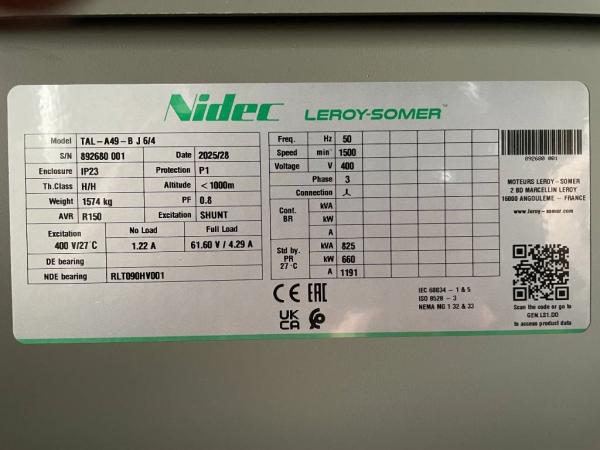 Nidec LEROY-SOMER™
Model TAL-A49-B J 6/4
S/N 892680 001 Date 2025/28
Enclosure IP23 Protection P1
Th.Class H/H Altitude < 1000m
Weight 1574 kg PF 0.8
AVR R150 Excitation SHUNT
Excitation No Load Full Load
400 V/27°C 1.22 A 61.60 V / 4.29 A
DE bearing
NDE bearing RLT090HV001
Freq. Hz 50
Speed min⁻¹ 1500
Voltage V 400
Phase 3
Connection
Cont. BR kVA
kW
A
Std by. PR 27°C kVA 825
kW 660
A 1191
892680 001
MOTEURS LEROY-SOMER
2 BD MARCELLIN LEROY
16000 ANGOULEME - FRANCE
www.leroy-somer.com
CE EAC
UK CA
IEC 60034 - 1 & 5
ISO 8528 - 3
NEMA MG 1 32 & 33
Scan the code or go to
GEN.LS1.DO
to access product data